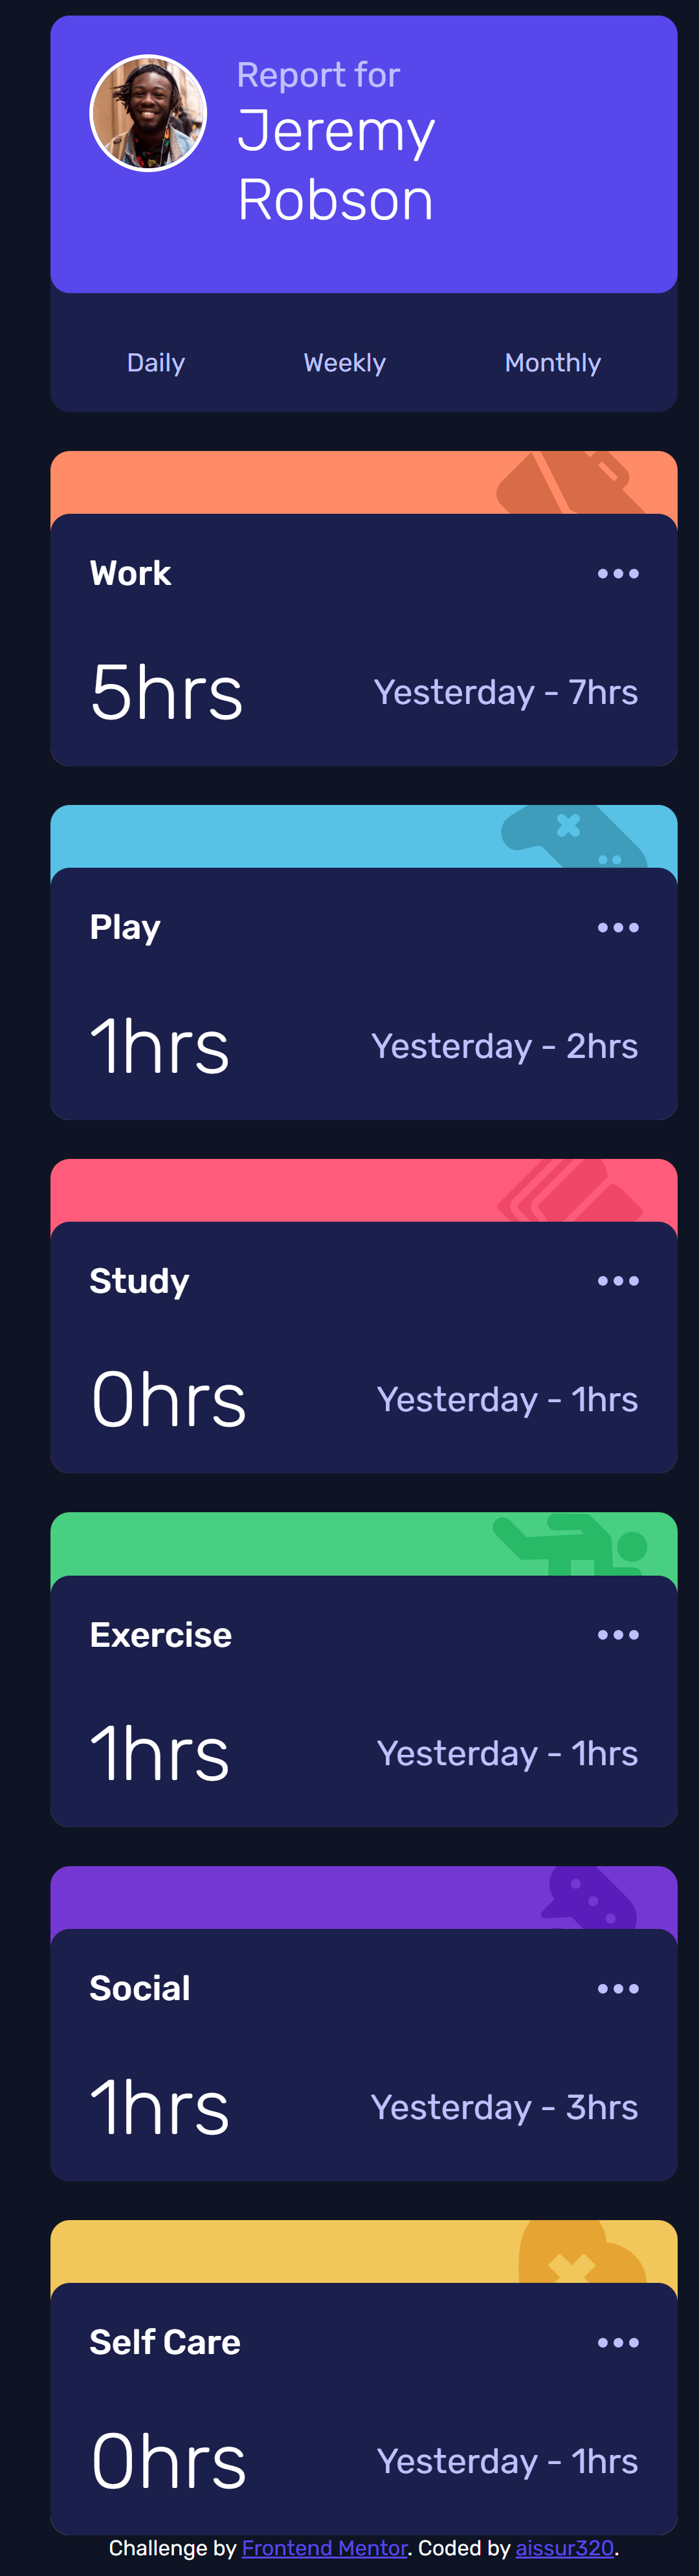 Report for
Jeremy
Robson
Daily Weekly Monthly
Work
5hrs Yesterday - 7hrs
Play
1hrs Yesterday - 2hrs
Study
0hrs Yesterday - 1hrs
Exercise
1hrs Yesterday - 1hrs
Social
1hrs Yesterday - 3hrs
Self Care
0hrs Yesterday - 1hrs
Challenge by Frontend Mentor. Coded by aissur320.